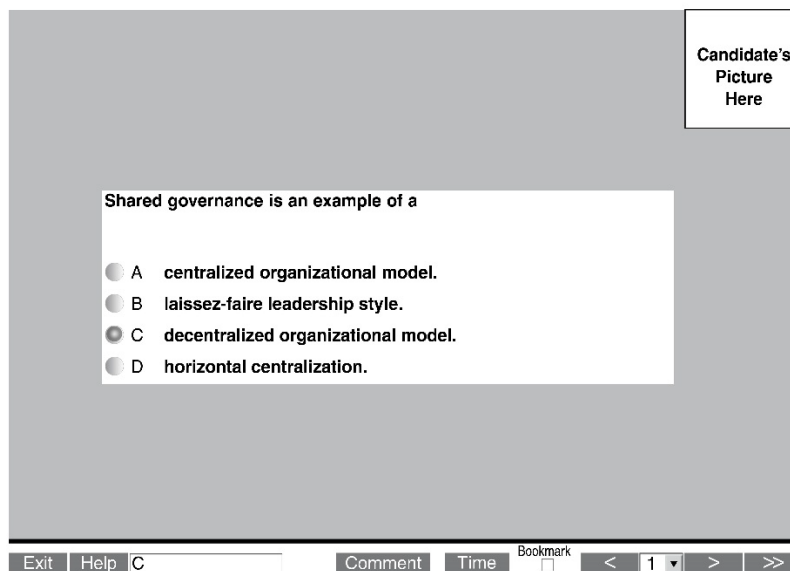 Candidate's
Picture
Here
Shared governance is an example of a
A centralized organizational model.
B laissez-faire leadership style.
C decentralized organizational model.
D horizontal centralization.
Exit Help C Comment Time Bookmark < 1 > >>